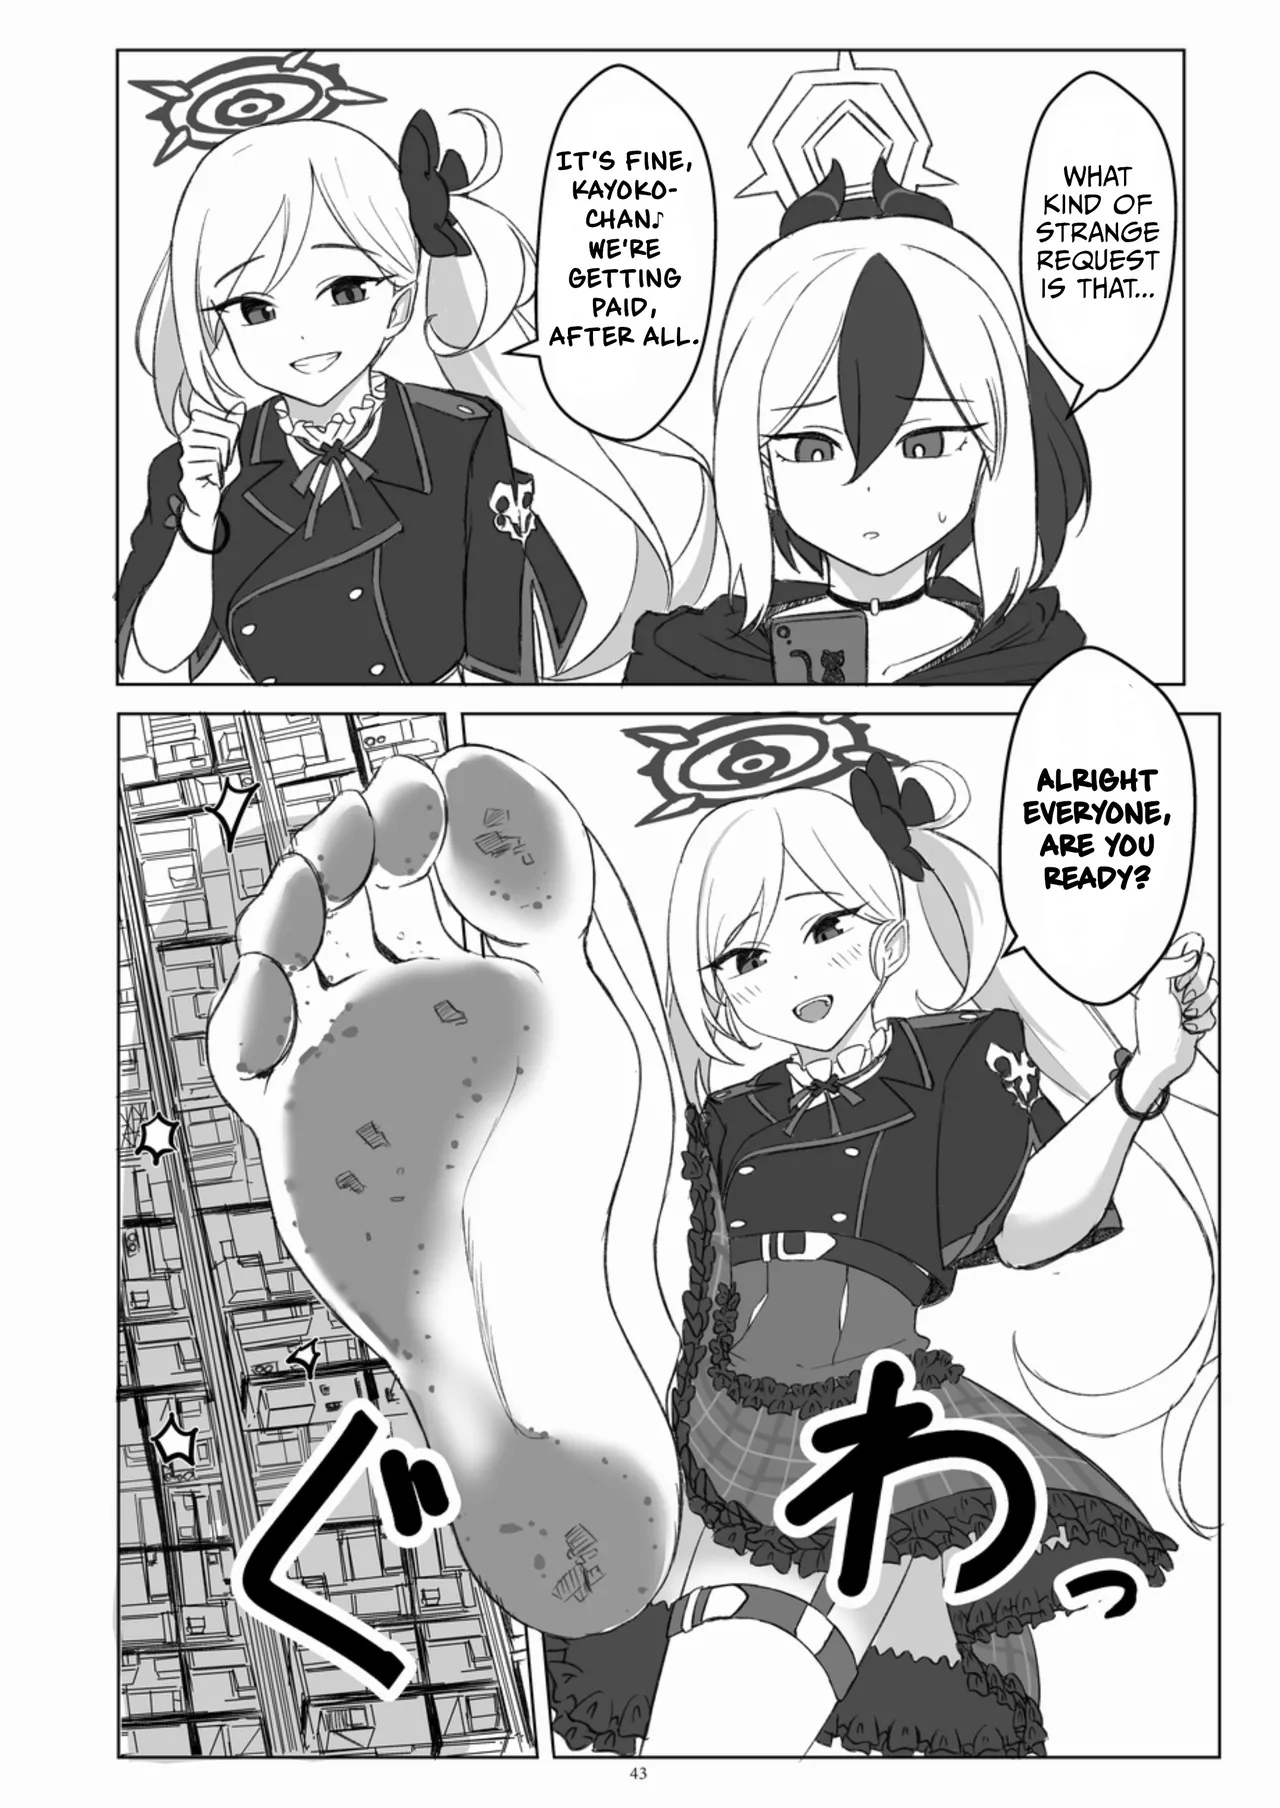 WHAT
KIND OF
STRANGE
REQUEST
IS THAT...
IT'S FINE,
KAYOKO-
CHAN♪
WE'RE
GETTING
PAID,
AFTER ALL.
ALRIGHT
EVERYONE,
ARE YOU
READY?
ぐわっ
43